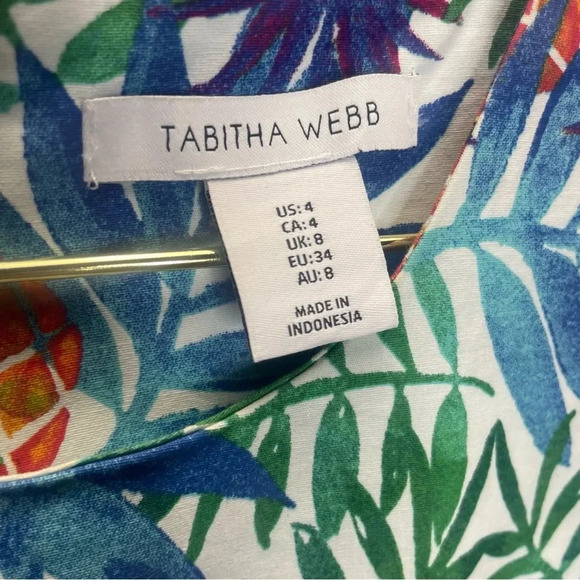 TABITHA WEBB
US: 4
CA: 4
UK: 8
EU: 34
AU: 8
MADE IN
INDONESIA